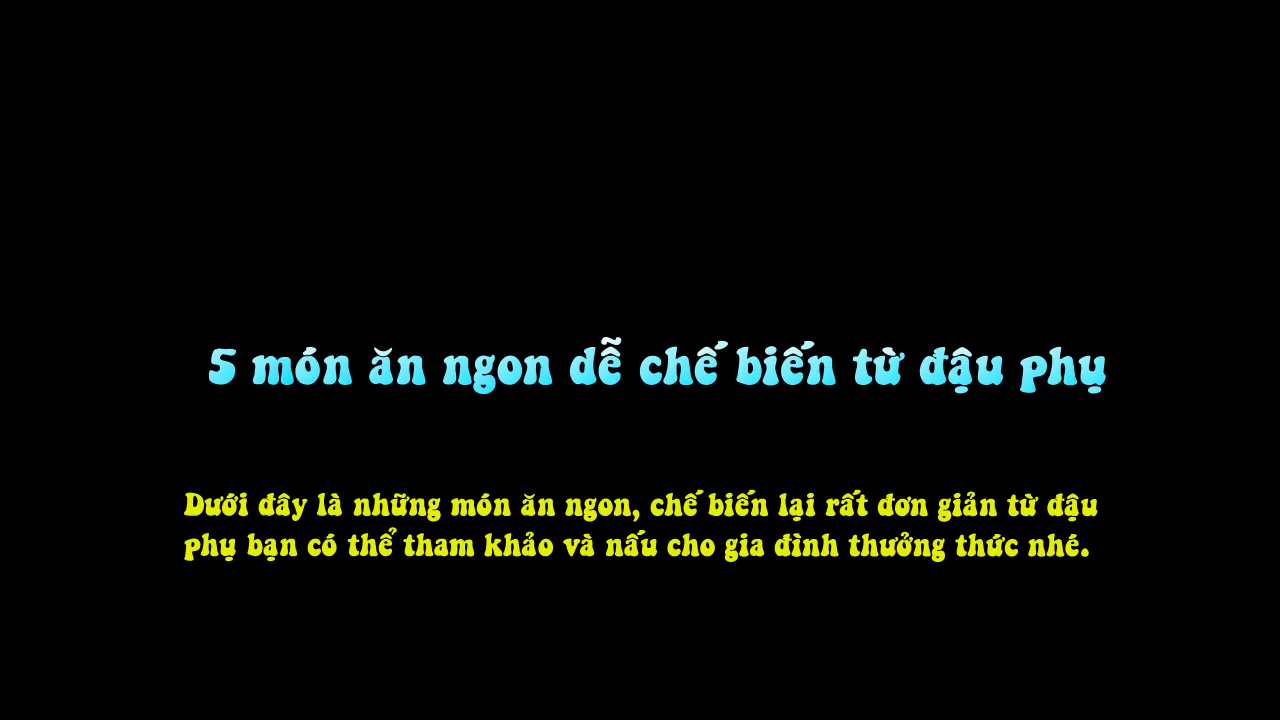 5 món ăn ngon dễ chế biến từ đậu phụ
Dưới đây là những món ăn ngon, chế biến lại rất đơn giản từ đậu
phụ bạn có thể tham khảo và nấu cho gia đình thưởng thức nhé.